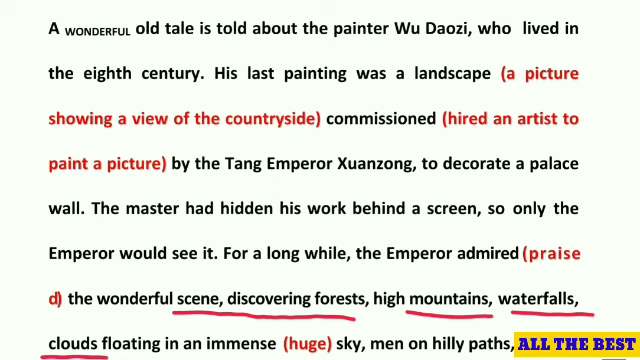 A WONDERFUL old tale is told about the painter Wu Daozi, who lived in
the eighth century. His last painting was a landscape (a picture
showing a view of the countryside) commissioned (hired an artist to
paint a picture) by the Tang Emperor Xuanzong, to decorate a palace
wall. The master had hidden his work behind a screen, so only the
Emperor would see it. For a long while, the Emperor admired (praise
d) the wonderful scene, discovering forests, high mountains, waterfalls,
clouds floating in an immense (huge) sky, men on hilly paths,
ALL THE BEST